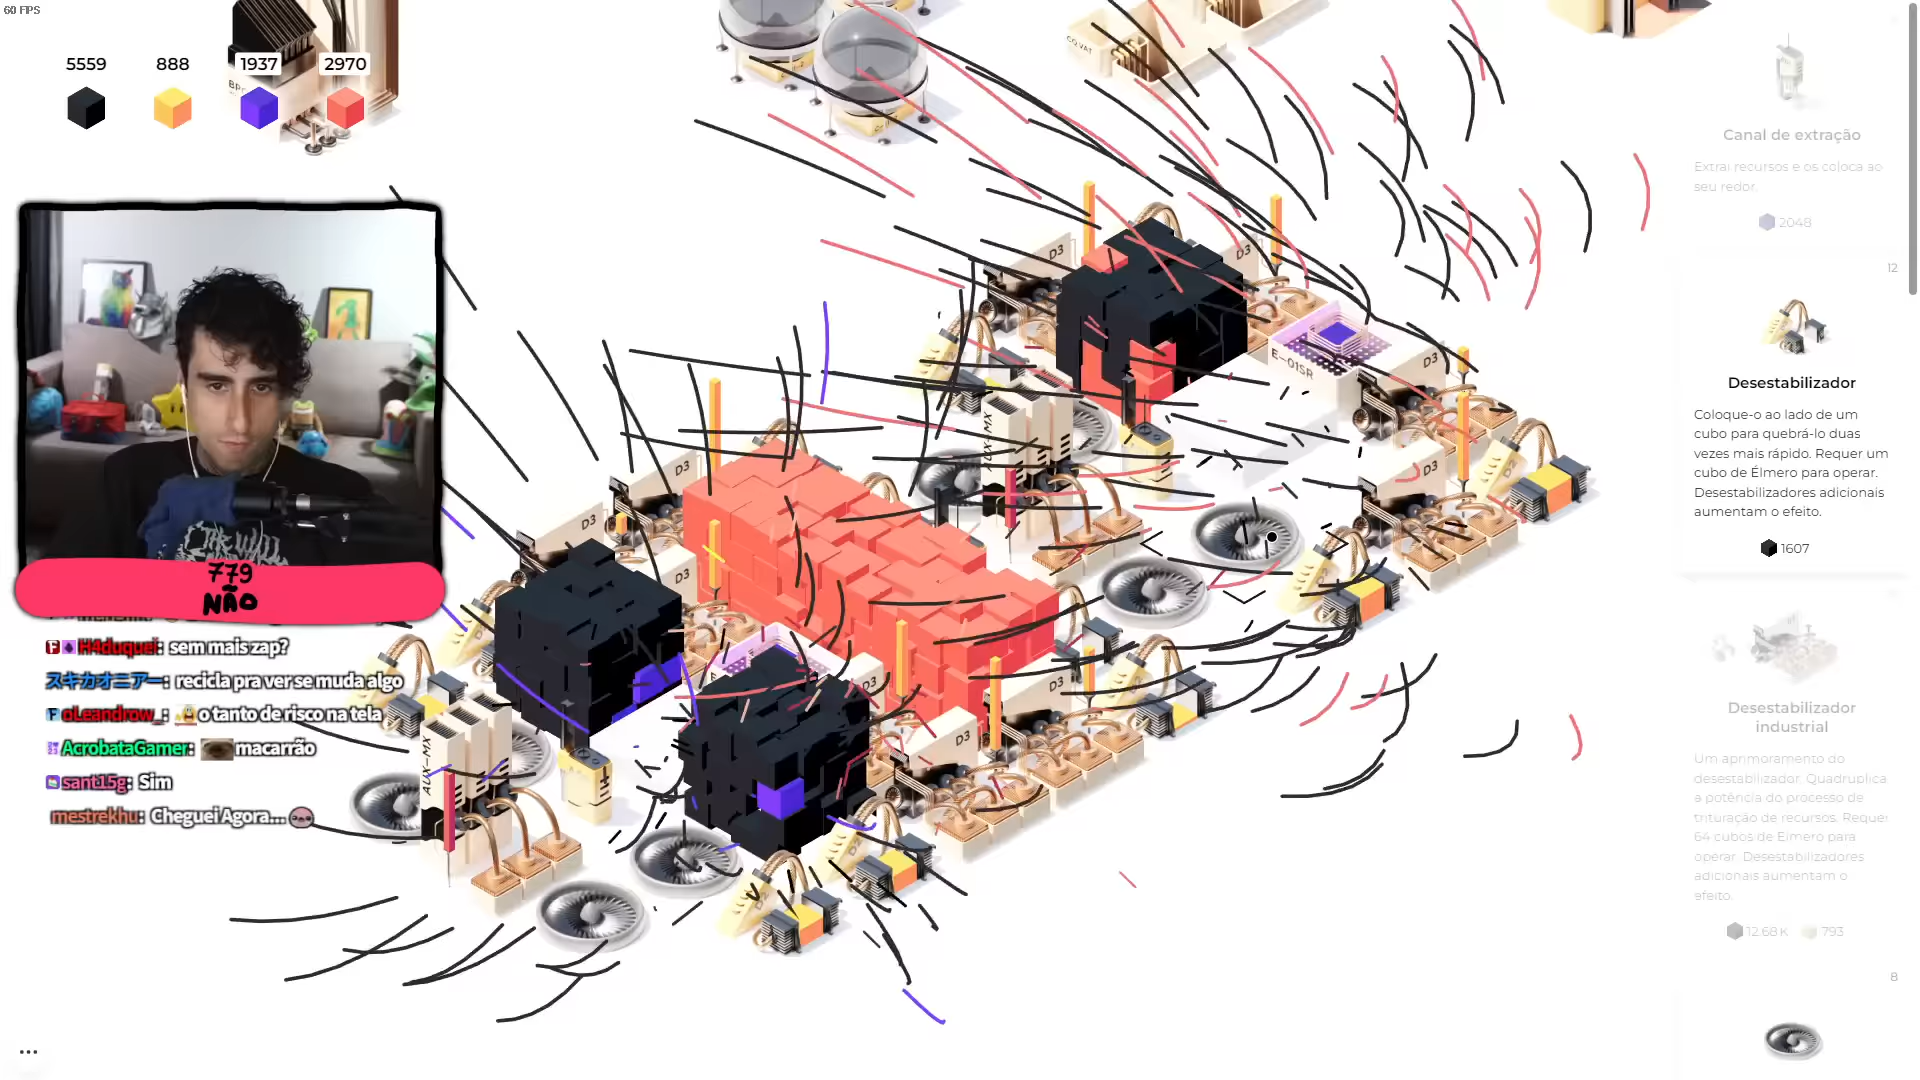 60 FPS
5559 888 1937 2970
CQ.VAT
D3
D3
E-01SR
D3
AUX-MX
D3
D3
D3
D3
D3
D3
AUX-MX
779
NÃO
H4duquei: sem mais zap?
スキカオニアー: recicla pra ver se muda algo
oLeandrow_: o tanto de risco na tela
AcrobataGamer: macarrão
sant15g: Sim
mestrekhu: Cheguei Agora...
Canal de extração
Extrai recursos e os coloca ao
seu redor.
2048
12
Desestabilizador
Coloque-o ao lado de um
cubo para quebrá-lo duas
vezes mais rápido. Requer um
cubo de Élmero para operar.
Desestabilizadores adicionais
aumentam o efeito.
1607
Desestabilizador
industrial
Um aprimoramento do
desestabilizador. Quadruplica
a potência do processo de
trituração de recursos. Requer
64 cubos de Élmero para
operar. Desestabilizadores
adicionais aumentam o
efeito.
12.68K 793
8